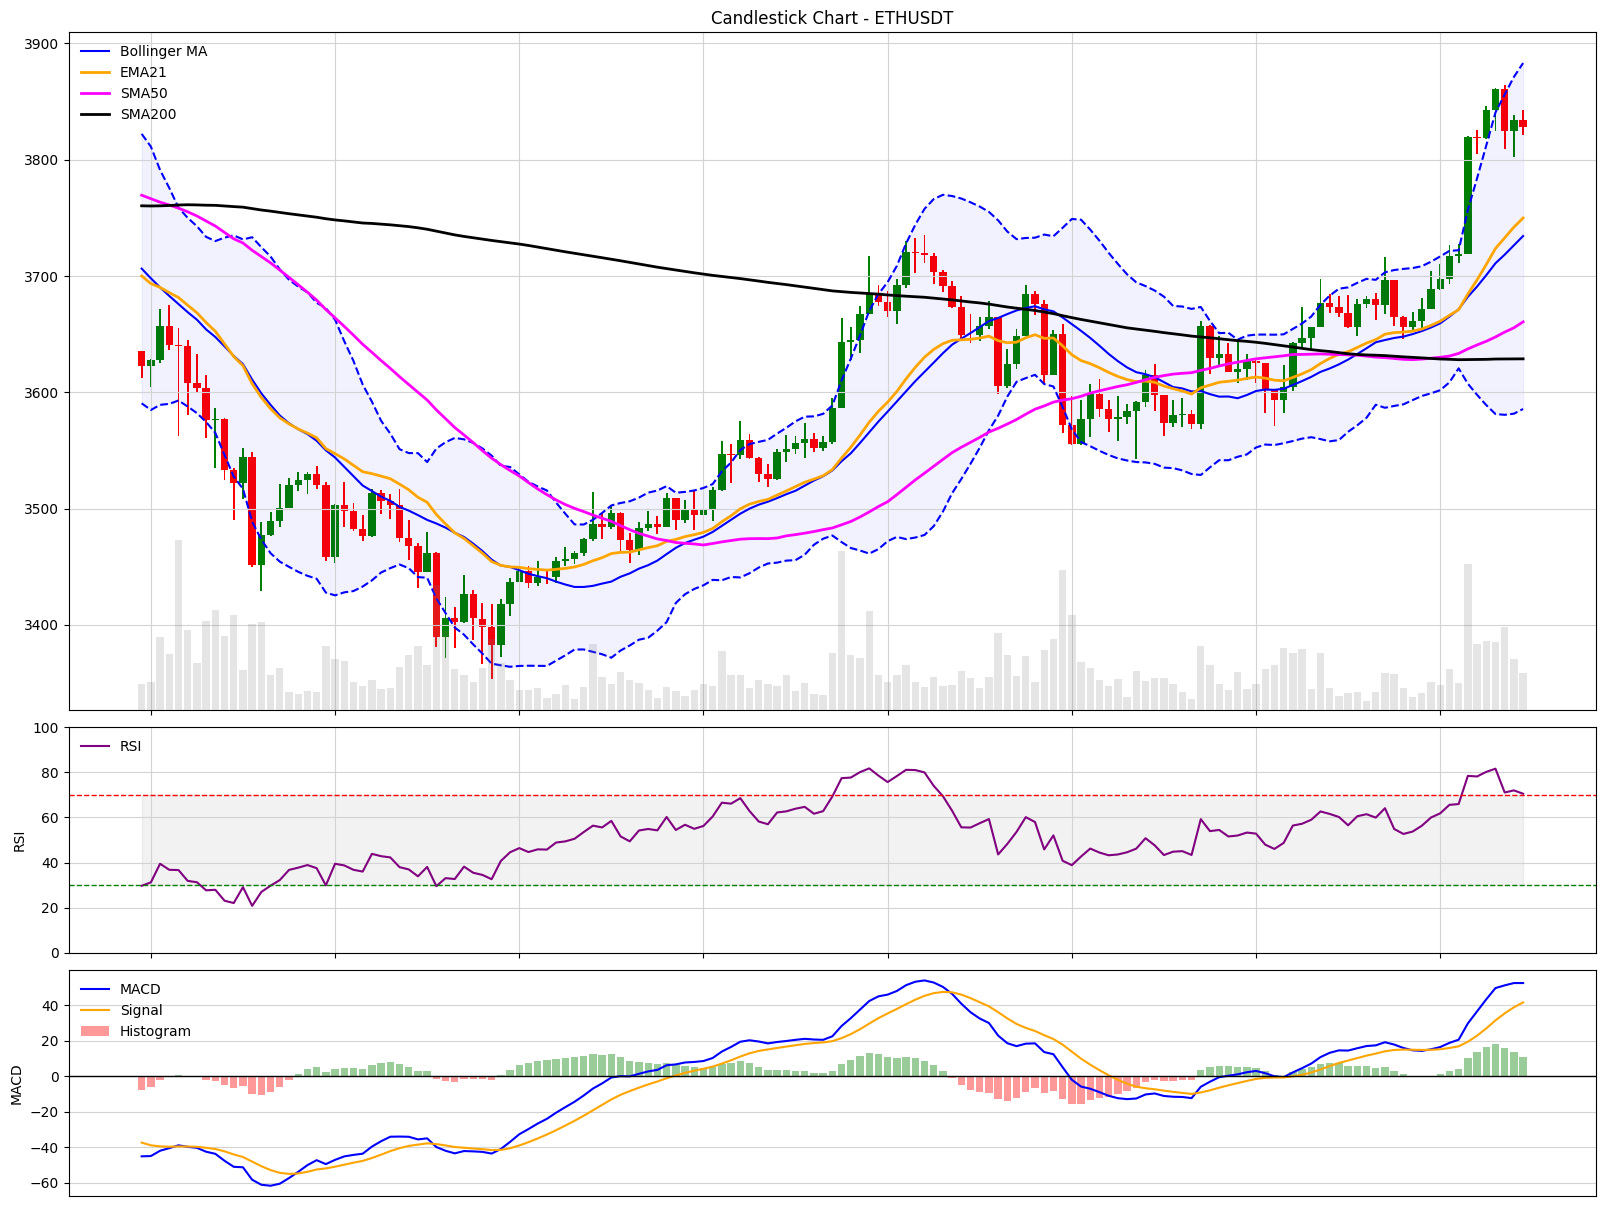 Candlestick Chart - ETHUSDT
3900
3800
3700
3600
3500
3400
Bollinger MA
EMA21
SMA50
SMA200
100
80
60
40
20
0
RSI
RSI
40
20
0
−20
−40
−60
MACD
MACD
Signal
Histogram